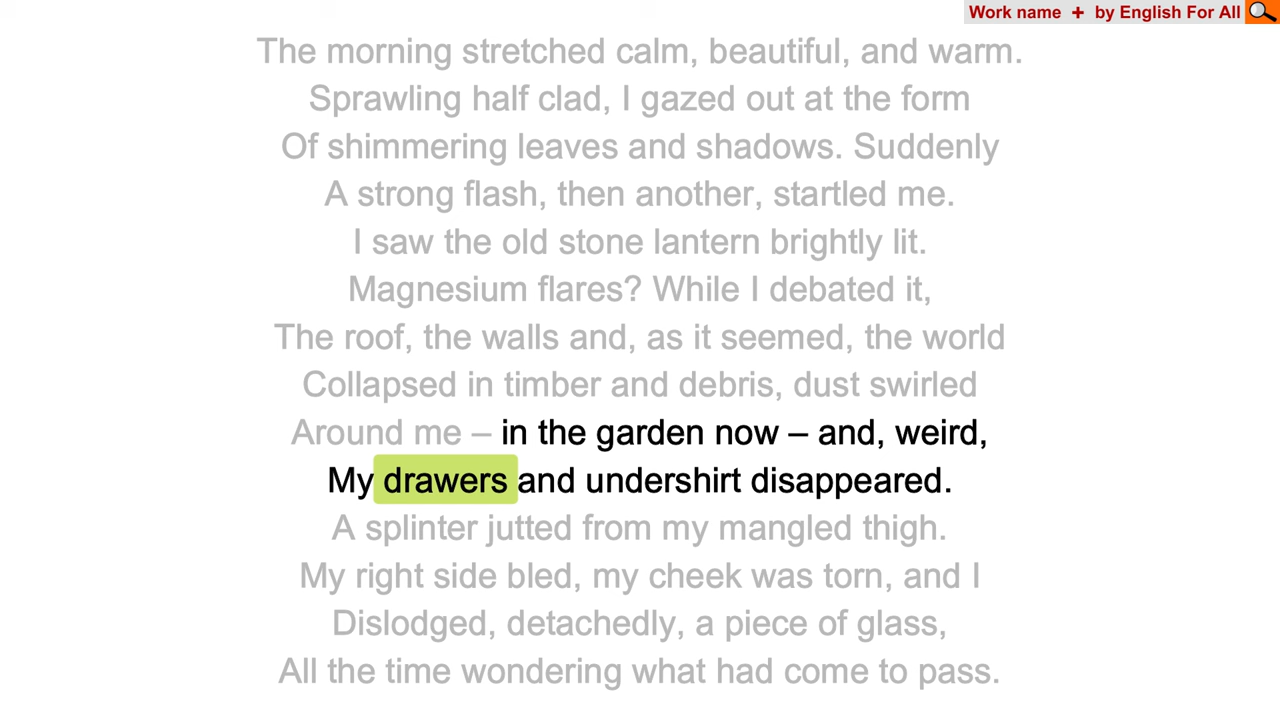 Work name + by English For All
The morning stretched calm, beautiful, and warm.
Sprawling half clad, I gazed out at the form
Of shimmering leaves and shadows. Suddenly
A strong flash, then another, startled me.
I saw the old stone lantern brightly lit.
Magnesium flares? While I debated it,
The roof, the walls and, as it seemed, the world
Collapsed in timber and debris, dust swirled
Around me – in the garden now – and, weird,
My drawers and undershirt disappeared.
A splinter jutted from my mangled thigh.
My right side bled, my cheek was torn, and I
Dislodged, detachedly, a piece of glass,
All the time wondering what had come to pass.